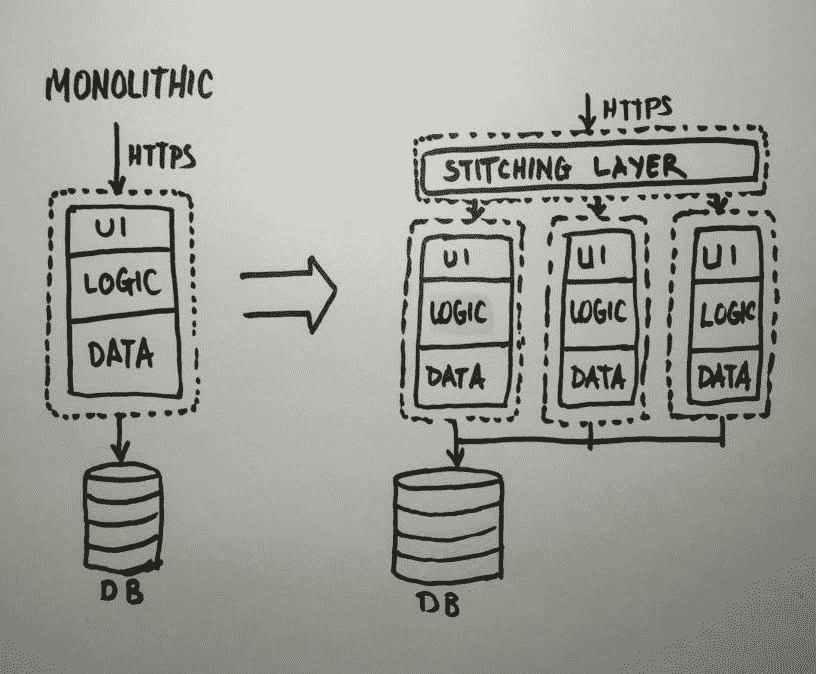 MONOLITHIC
HTTPS
UI
LOGIC
DATA
DB
HTTPS
STITCHING LAYER
UI
LOGIC
DATA
UI
LOGIC
DATA
UI
LOGIC
DATA
DB